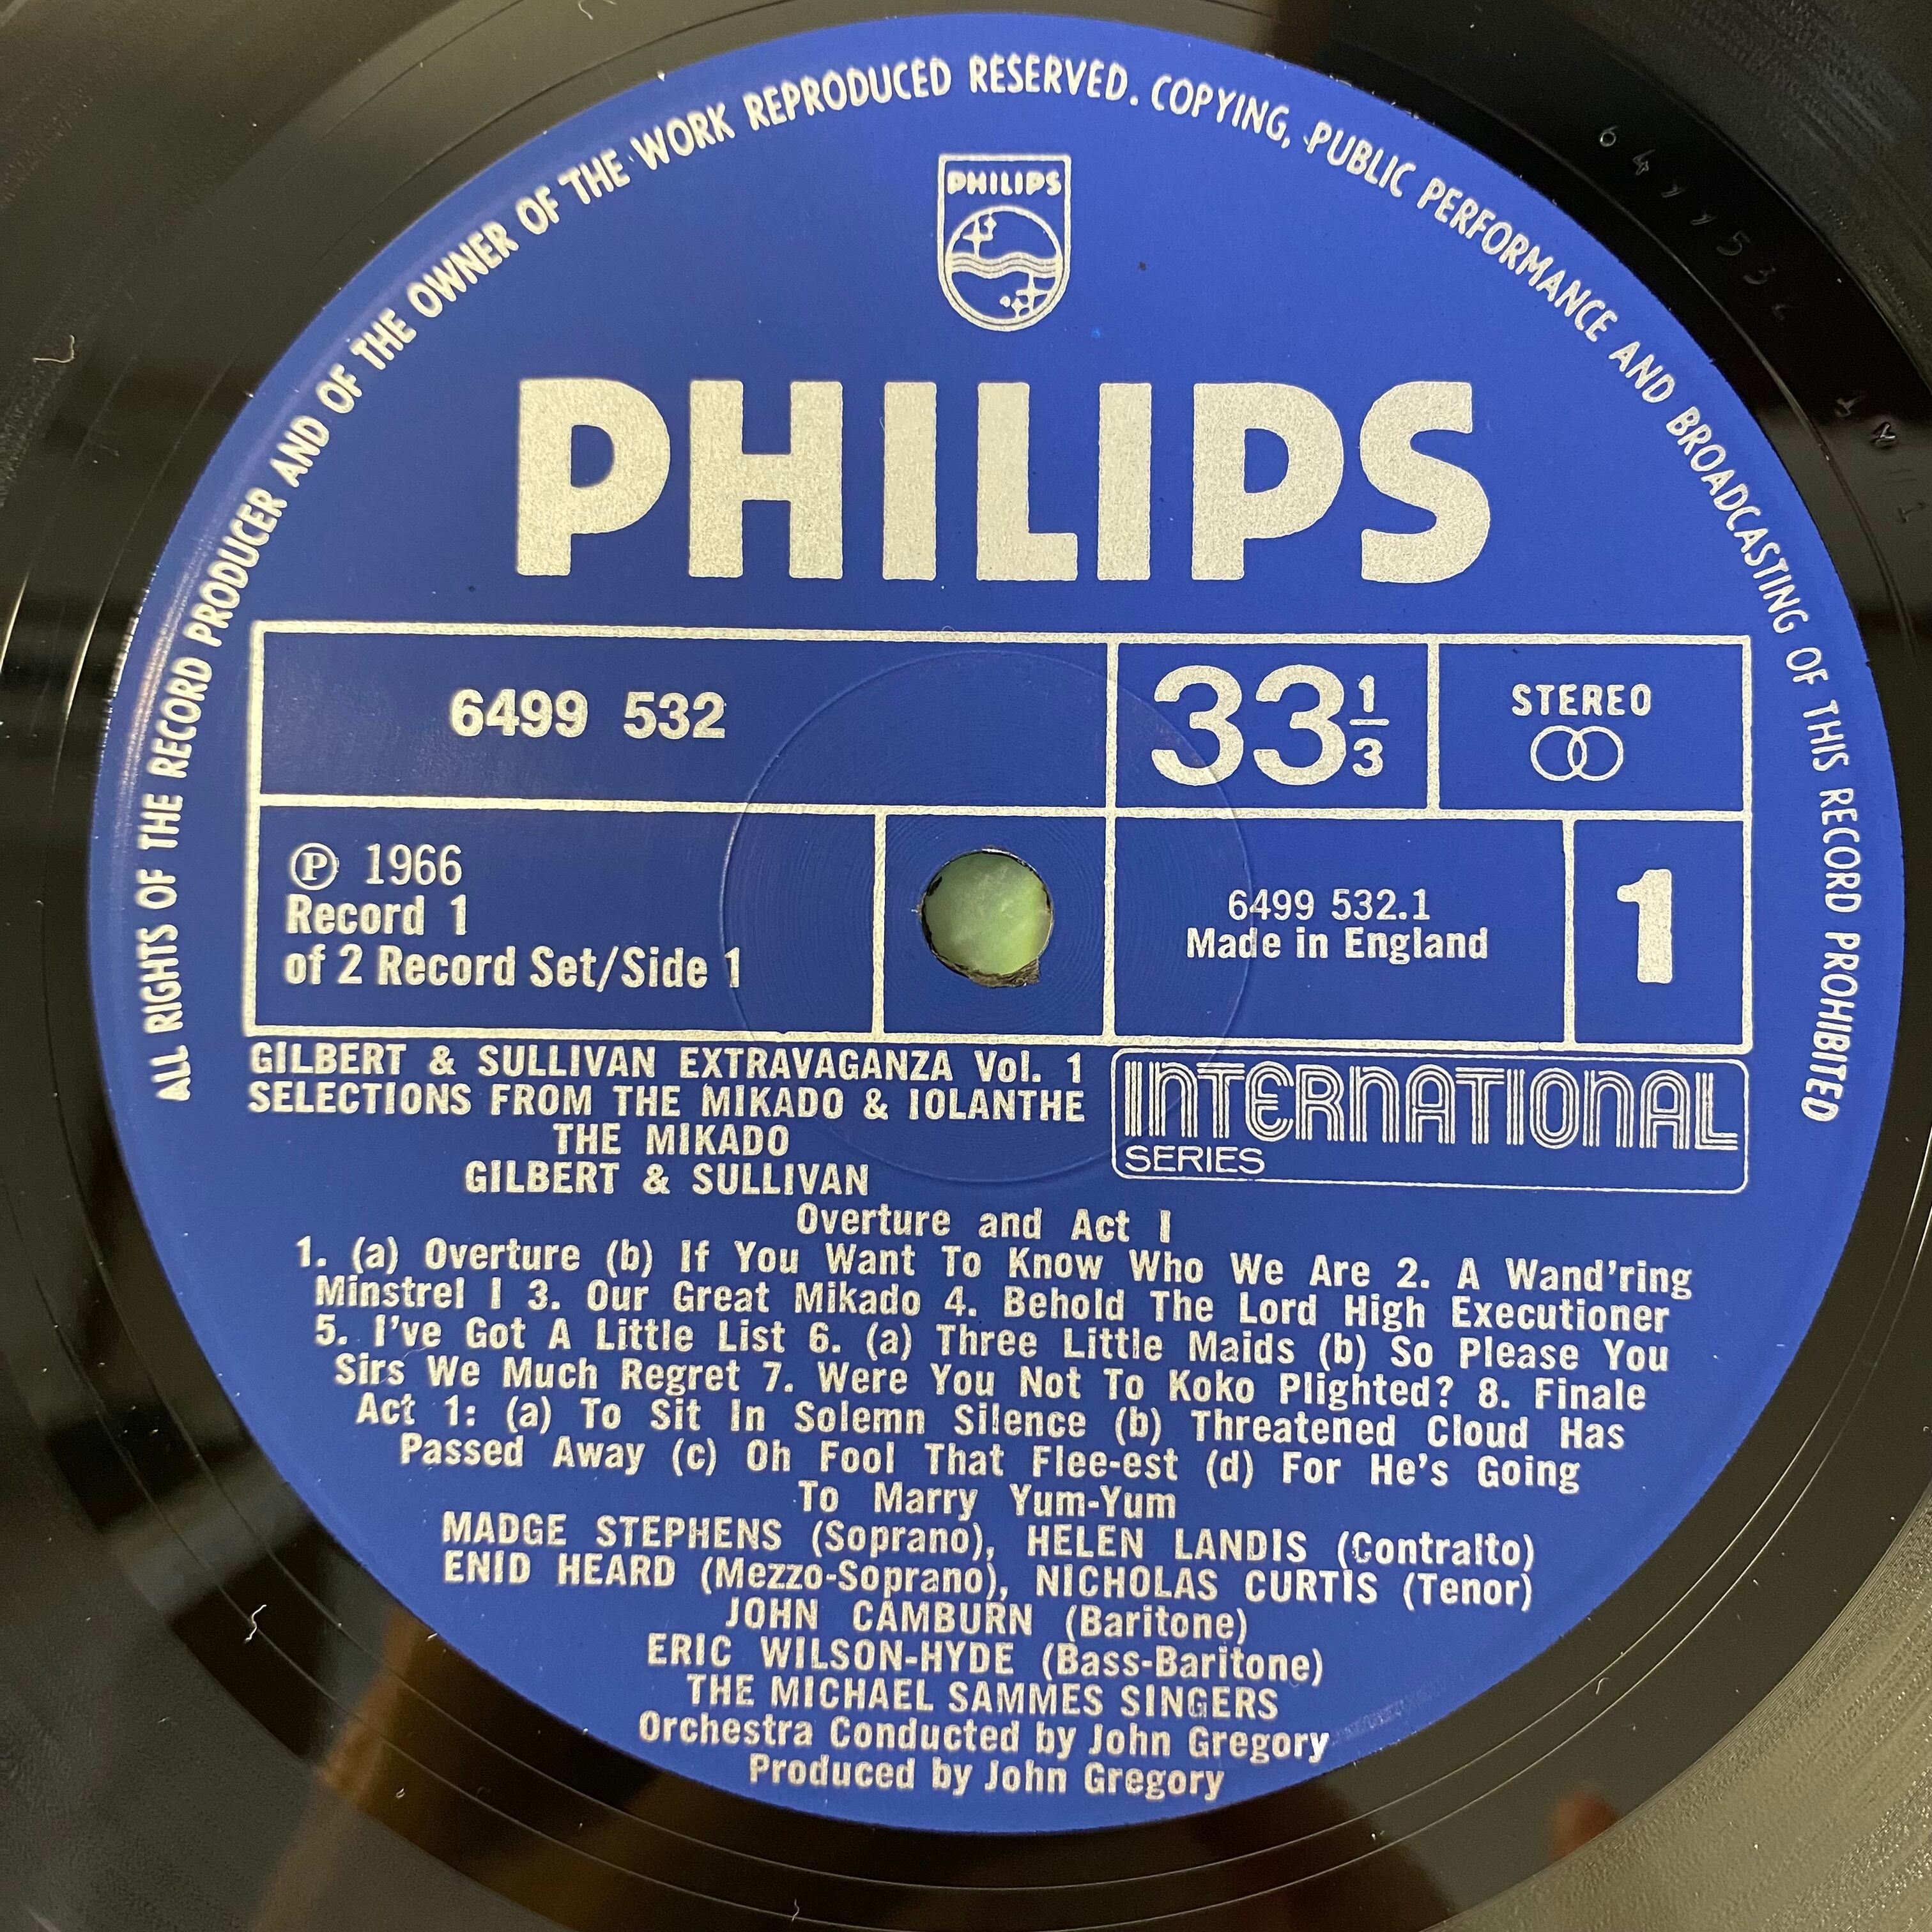 ALL RIGHTS OF THE RECORD PRODUCER AND OF THE OWNER OF THE WORK REPRODUCED RESERVED. COPYING, PUBLIC PERFORMANCE AND BROADCASTING OF THIS RECORD PROHIBITED
PHILIPS
PHILIPS
6499 532
33 1/3
STEREO
℗ 1966
Record 1
of 2 Record Set/Side 1
6499 532.1
Made in England
1
GILBERT & SULLIVAN EXTRAVAGANZA Vol. 1
SELECTIONS FROM THE MIKADO & IOLANTHE
THE MIKADO
GILBERT & SULLIVAN
INTERNATIONAL
SERIES
Overture and Act I
1. (a) Overture (b) If You Want To Know Who We Are 2. A Wand'ring
Minstrel I 3. Our Great Mikado 4. Behold The Lord High Executioner
5. I've Got A Little List 6. (a) Three Little Maids (b) So Please You
Sirs We Much Regret 7. Were You Not To Koko Plighted? 8. Finale
Act 1: (a) To Sit In Solemn Silence (b) Threatened Cloud Has
Passed Away (c) Oh Fool That Flee-est (d) For He's Going
To Marry Yum-Yum
MADGE STEPHENS (Soprano), HELEN LANDIS (Contralto)
ENID HEARD (Mezzo-Soprano), NICHOLAS CURTIS (Tenor)
JOHN CAMBURN (Baritone)
ERIC WILSON-HYDE (Bass-Baritone)
THE MICHAEL SAMMES SINGERS
Orchestra Conducted by John Gregory
Produced by John Gregory